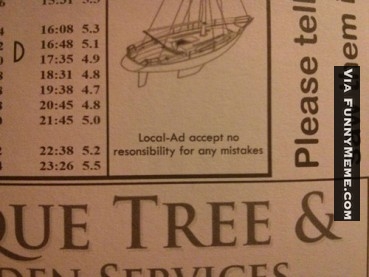 16:08 5.3
16:48 5.1
D
17:35 4.9
18:31 4.8
19:38 4.7
20:45 4.8
21:45 5.0
22:38 5.2
23:26 5.5
Local-Ad accept no
resonsibility for any mistakes
Please tell
VIA FUNNYMEME.COM
QUE TREE &
DEN SERVICES